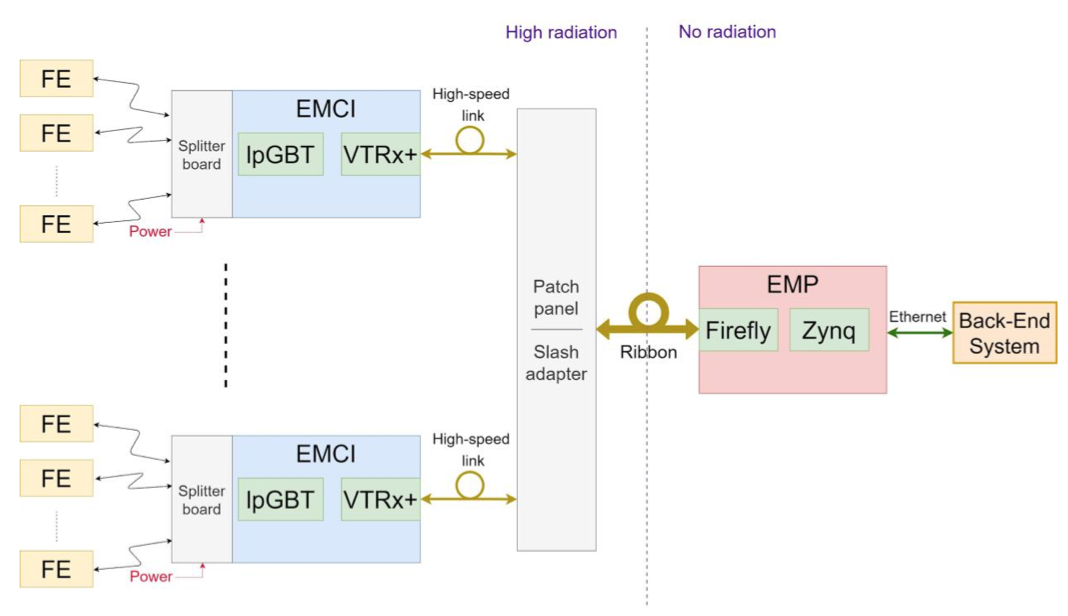 High radiation
No radiation
FE
FE
FE
Splitter
board
EMCI
lpGBT
VTRx+
High-speed
link
Power
Patch
panel
Slash
adapter
Ribbon
EMP
Firefly
Zynq
Ethernet
Back-End
System
FE
FE
FE
Splitter
board
EMCI
lpGBT
VTRx+
High-speed
link
Power